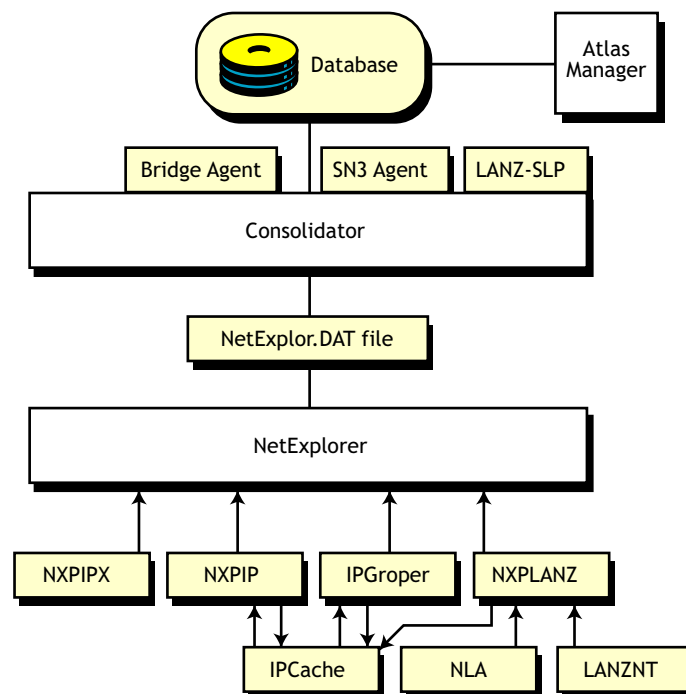 Database
Atlas
Manager
Bridge Agent
SN3 Agent
LANZ-SLP
Consolidator
NetExplor.DAT file
NetExplorer
NXPIPX
NXPIP
IPGroper
NXPLANZ
IPCache
NLA
LANZNT